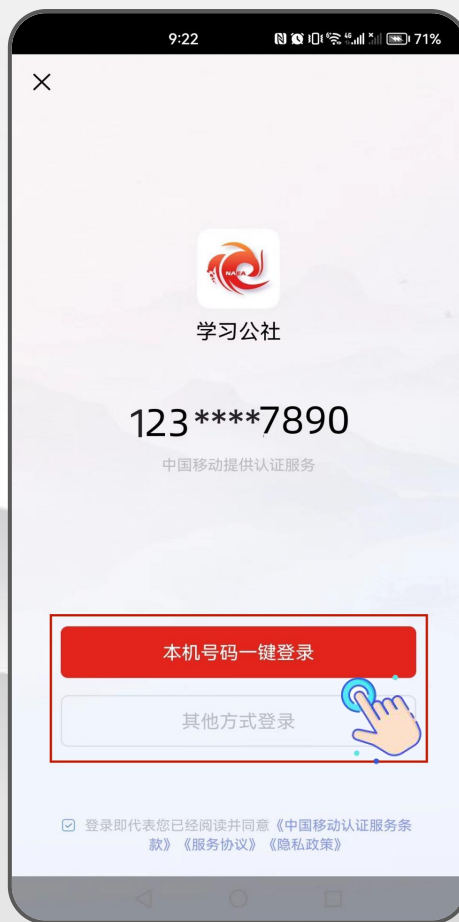 9:22
71%
NAEA
学习公社
123****7890
中国移动提供认证服务
本机号码一键登录
其他方式登录
登录即代表您已经阅读并同意《中国移动认证服务条
款》《服务协议》《隐私政策》